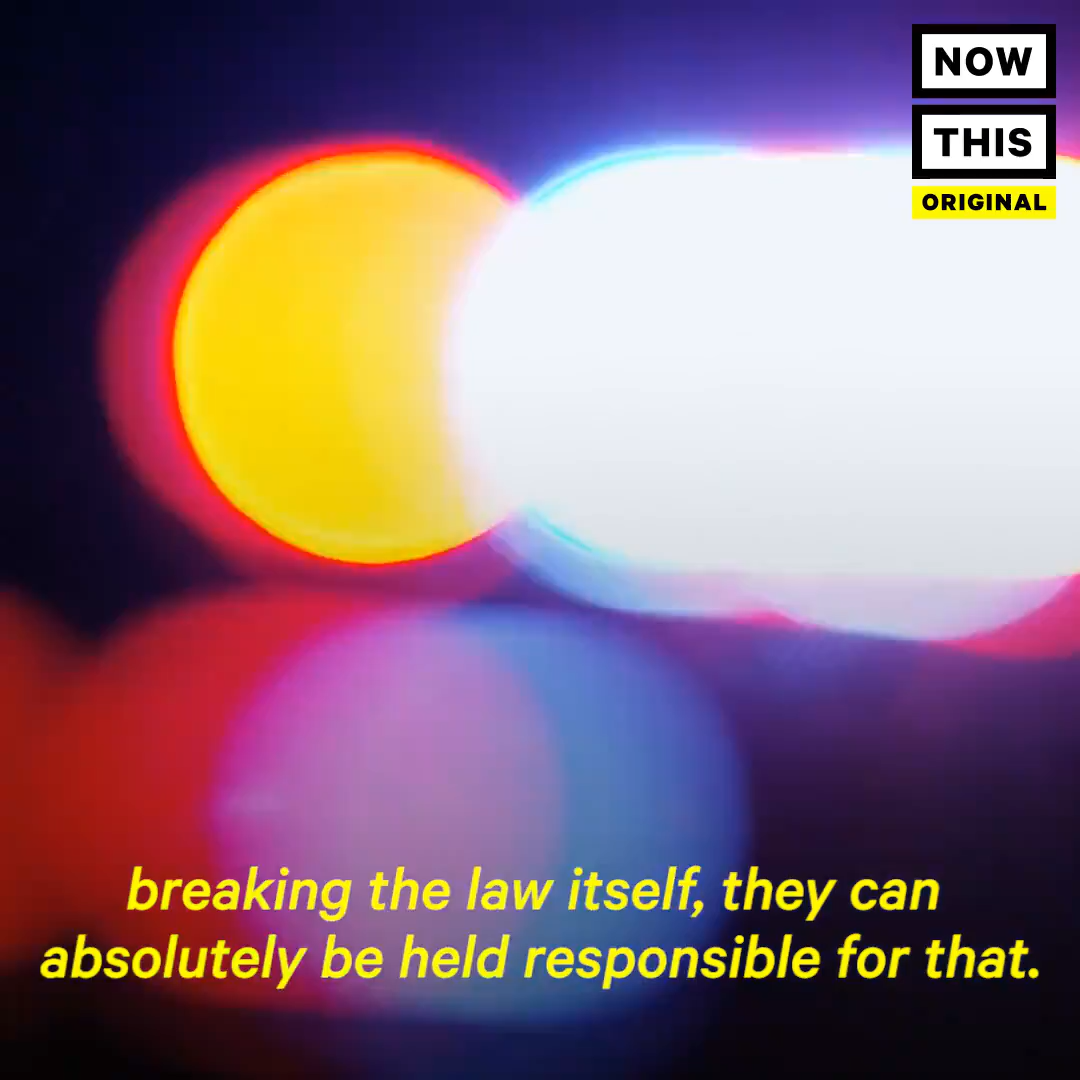 NOW
THIS
ORIGINAL
breaking the law itself, they can
absolutely be held responsible for that.